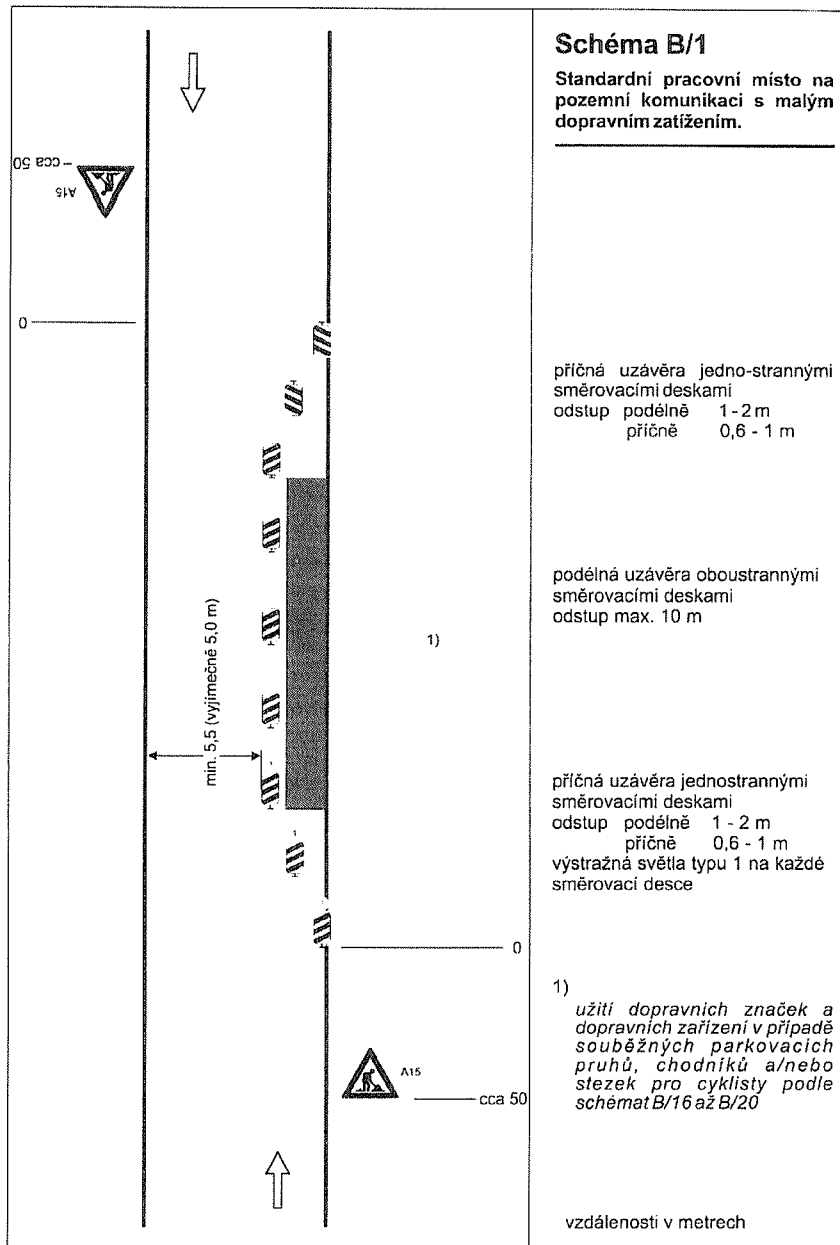 Schéma B/1
Standardní pracovní místo na
pozemní komunikaci s malým
dopravním zatížením.
cca 50
A15
0
příčná uzávěra jedno-strannými
směrovacími deskami
odstup podélně 1 - 2 m
příčně 0,6 - 1 m
podélná uzávěra oboustrannými
směrovacími deskami
odstup max. 10 m
1)
min. 5,5 (vyjímečně 5,0 m)
příčná uzávěra jednostrannými
směrovacími deskami
odstup podélně 1 - 2 m
příčně 0,6 - 1 m
výstražná světla typu 1 na každé
směrovací desce
0
A15
cca 50
1)
užití dopravních značek a
dopravních zařízení v případě
souběžných parkovacích
pruhů, chodníků a/nebo
stezek pro cyklisty podle
schémat B/16 až B/20
vzdálenosti v metrech